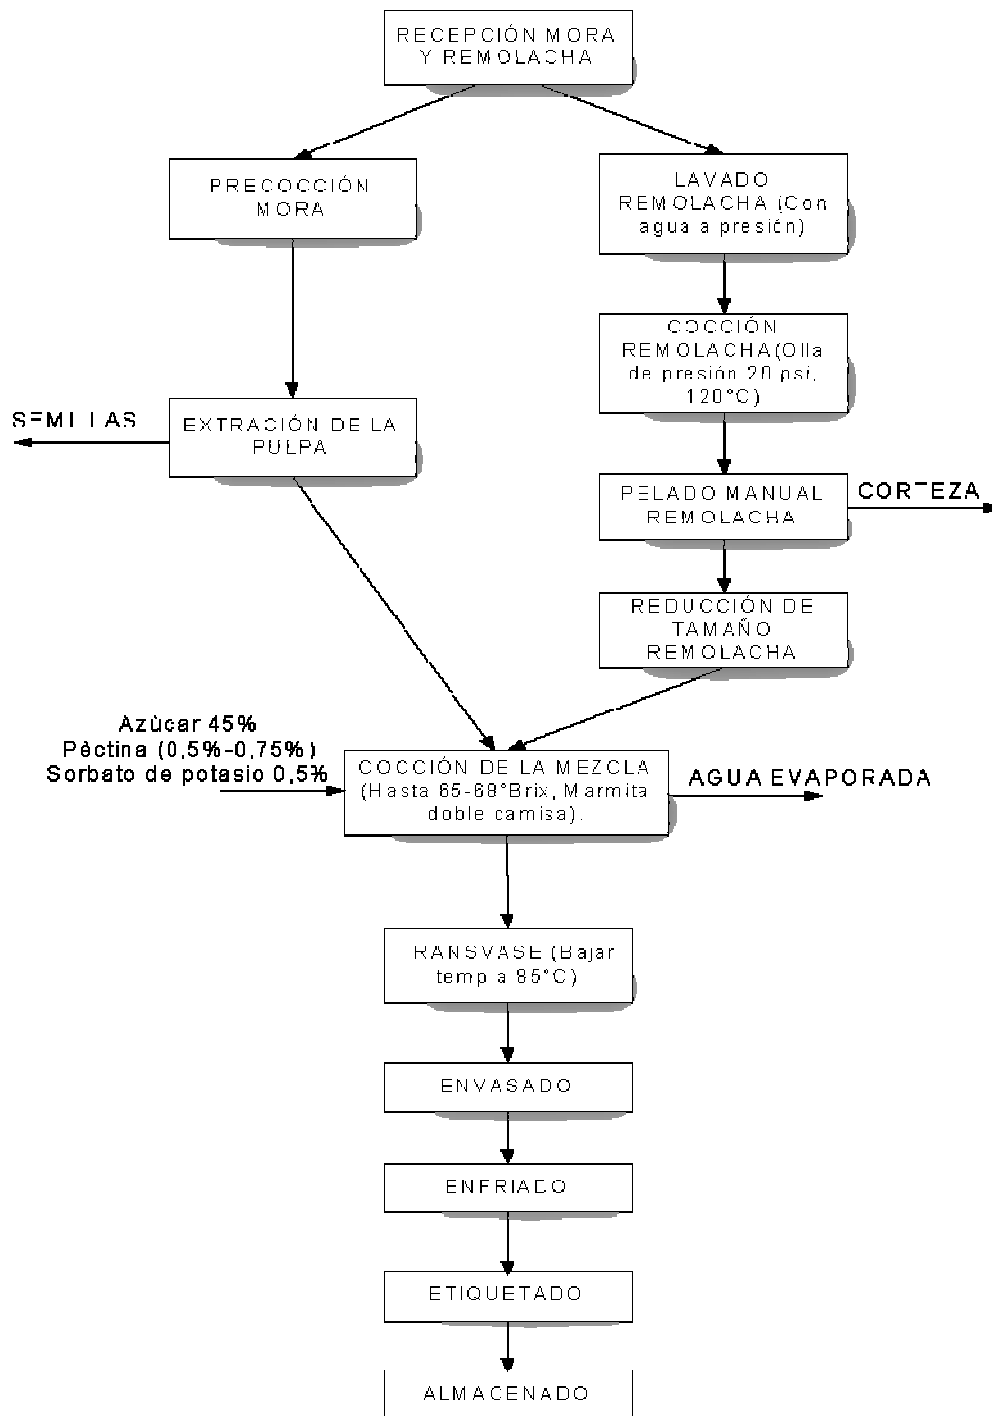 RECEPCIÓN MORA
Y REMOLACHA
PRECOCCIÓN
MORA
LAVADO
REMOLACHA (Con
agua a presión)
COCCIÓN
REMOLACHA(Olla
de presión 20 psi,
120°C)
SEMILLAS
EXTRACIÓN DE LA
PULPA
PELADO MANUAL
REMOLACHA
CORTEZA
REDUCCIÓN DE
TAMAÑO
REMOLACHA
Azùcar 45%
Pèctina (0,5%-0,75%)
Sorbato de potasio 0,5%
COCCIÓN DE LA MEZCLA
(Hasta 65-68°Brix, Marmita
doble camisa).
AGUA EVAPORADA
RANSVASE (Bajar
temp a 85°C)
ENVASADO
ENFRIADO
ETIQUETADO
ALMACENADO